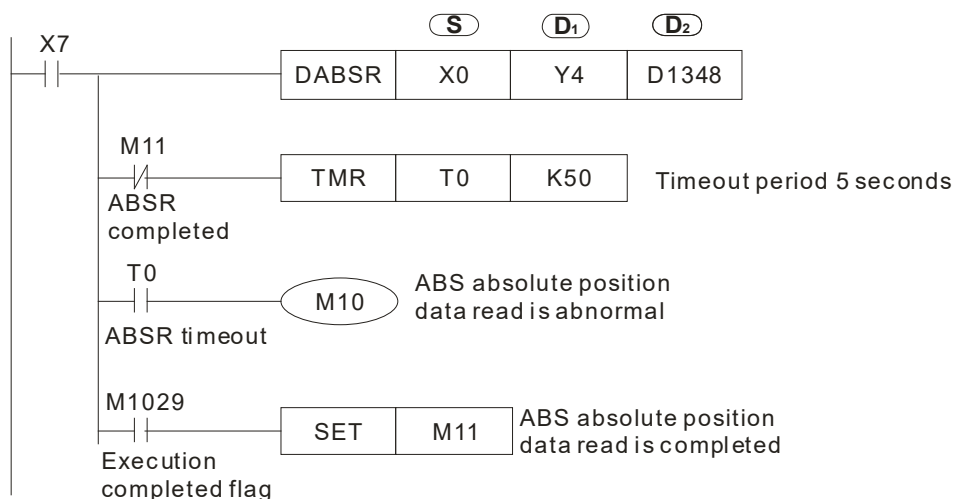 S D1 D2
X7
DABSR X0 Y4 D1348
M11
TMR T0 K50 Timeout period 5 seconds
ABSR
completed
T0
M10 ABS absolute position
data read is abnormal
ABSR timeout
M1029
SET M11 ABS absolute position
data read is completed
Execution
completed flag